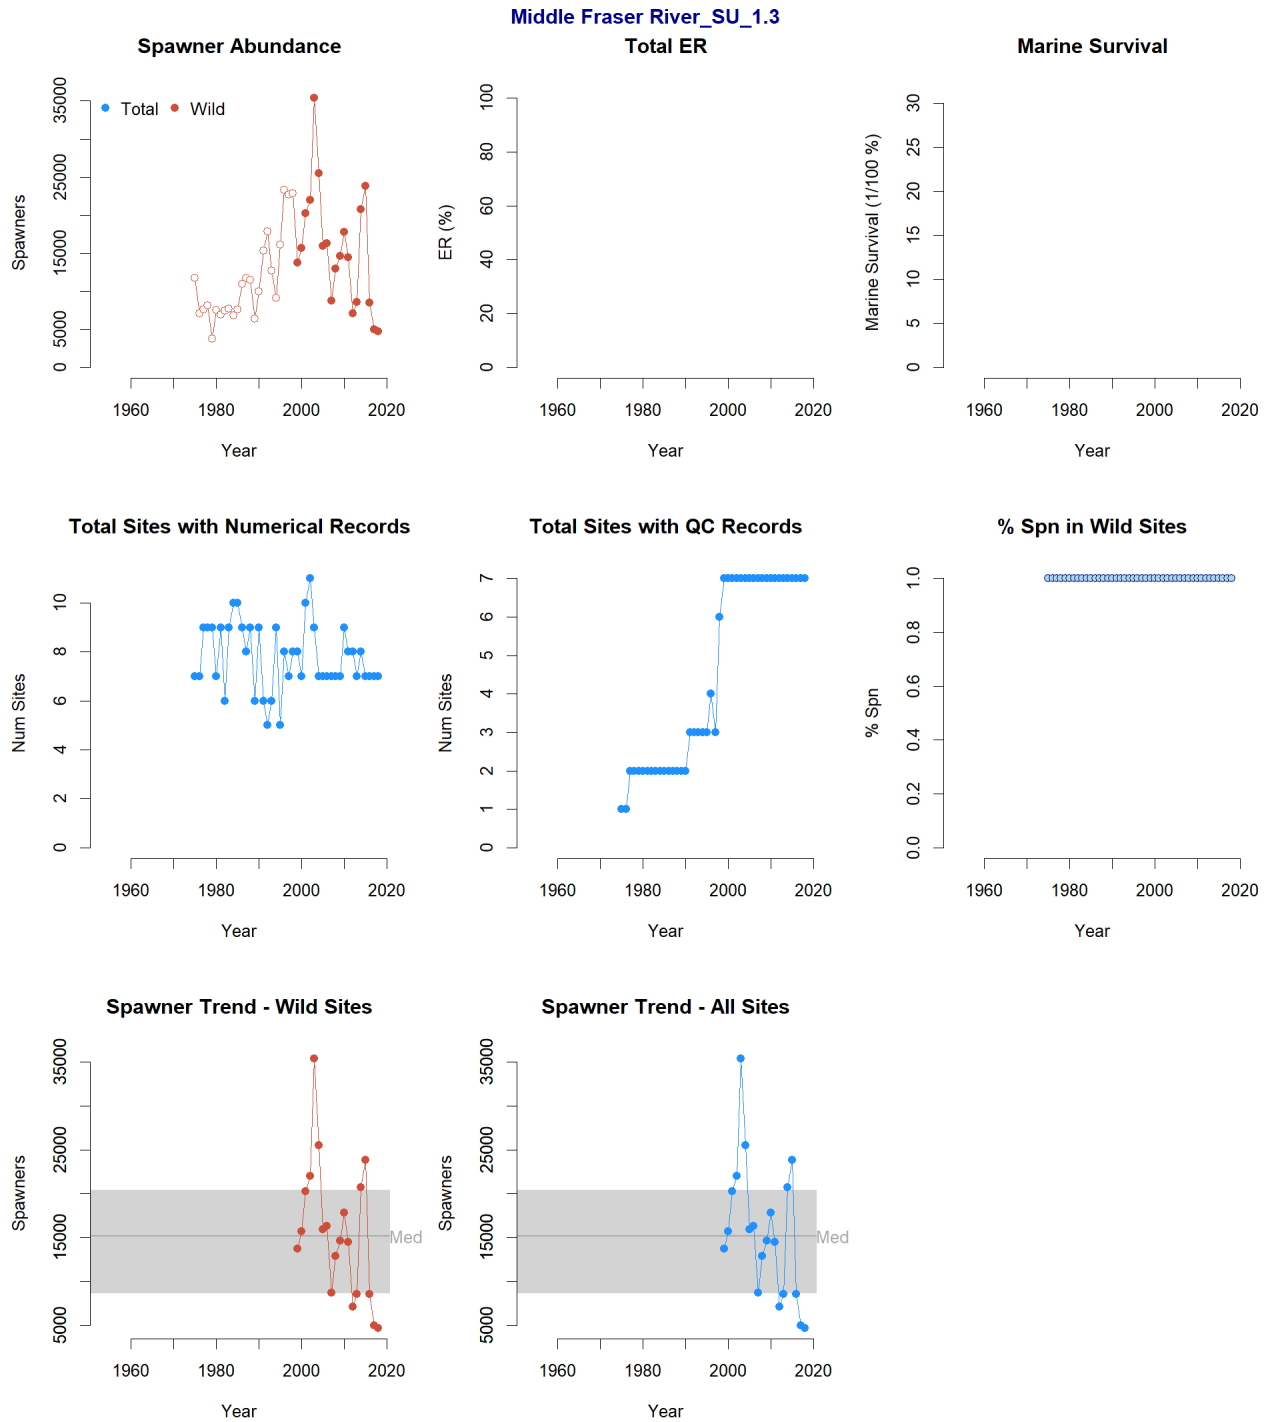 Middle Fraser River_SU_1.3
Spawner Abundance
Total ER
Marine Survival
Total Wild
Spawners
0 5000 15000 25000 35000
1960 1980 2000 2020
Year
ER (%)
0 20 40 60 80 100
1960 1980 2000 2020
Year
Marine Survival (1/100 %)
0 5 10 15 20 25 30
1960 1980 2000 2020
Year
Total Sites with Numerical Records
Total Sites with QC Records
% Spn in Wild Sites
Num Sites
0 2 4 6 8 10
1960 1980 2000 2020
Year
Num Sites
0 1 2 3 4 5 6 7
1960 1980 2000 2020
Year
% Spn
0.0 0.2 0.4 0.6 0.8 1.0
1960 1980 2000 2020
Year
Spawner Trend - Wild Sites
Spawner Trend - All Sites
Spawners
5000 15000 25000 35000
Med
1960 1980 2000 2020
Year
Spawners
5000 15000 25000 35000
Med
1960 1980 2000 2020
Year